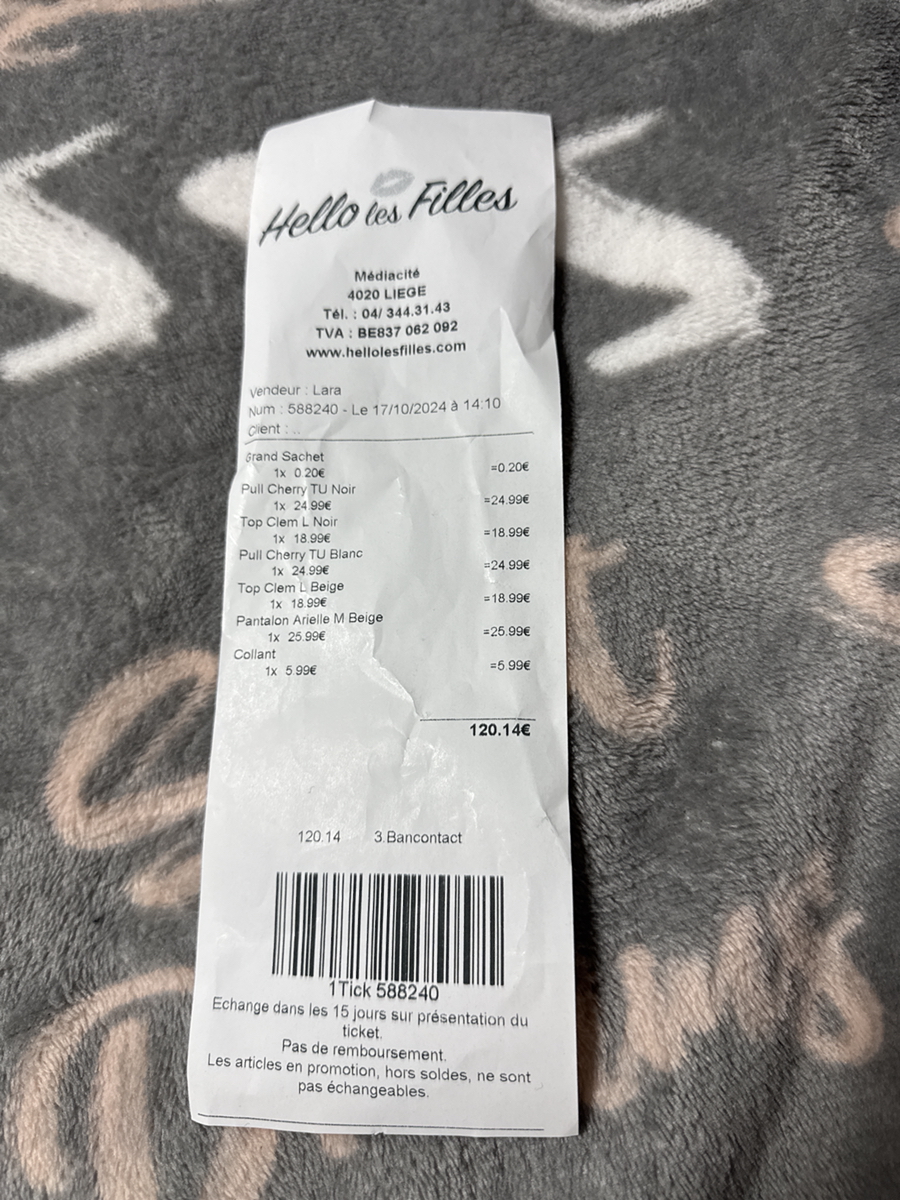 Hello les Filles
Médiacité
4020 LIEGE
Tél. : 04/ 344.31.43
TVA : BE837 062 092
www.hellolesfilles.com
Vendeur : Lara
Num : 588240 - Le 17/10/2024 à 14:10
Client : ..
Grand Sachet
1x 0.20€ =0.20€
Pull Cherry TU Noir
1x 24.99€ =24.99€
Top Clem L Noir
1x 18.99€ =18.99€
Pull Cherry TU Blanc
1x 24.99€ =24.99€
Top Clem L Beige
1x 18.99€ =18.99€
Pantalon Arielle M Beige
1x 25.99€ =25.99€
Collant
1x 5.99€ =5.99€
120.14€
120.14 3.Bancontact
1Tick 588240
Echange dans les 15 jours sur présentation du
ticket.
Pas de remboursement.
Les articles en promotion, hors soldes, ne sont
pas échangeables.